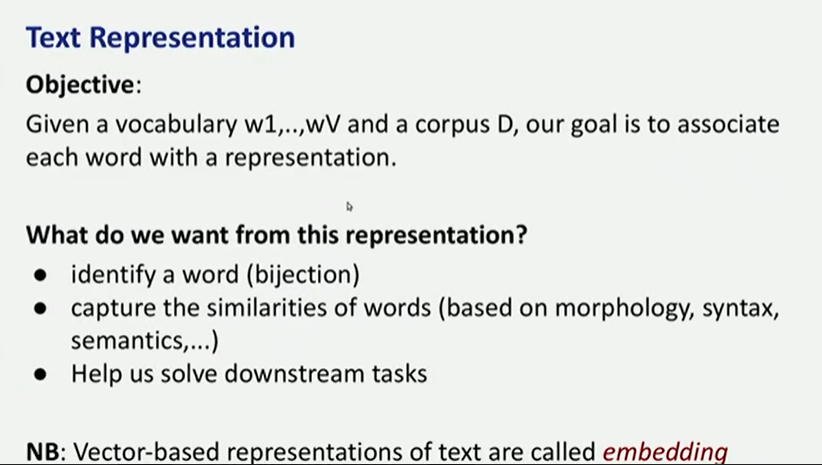 Text Representation
Objective:
Given a vocabulary w1,..,wV and a corpus D, our goal is to associate
each word with a representation.
What do we want from this representation?
● identify a word (bijection)
● capture the similarities of words (based on morphology, syntax,
semantics,...)
● Help us solve downstream tasks
NB: Vector-based representations of text are called embedding